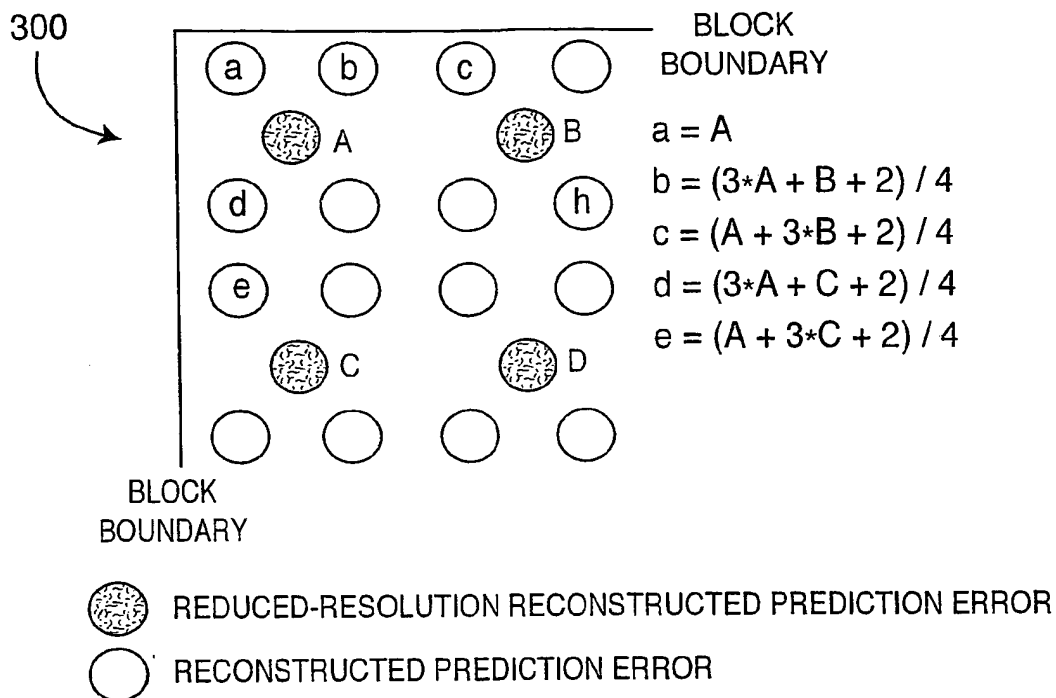 300
BLOCK
BOUNDARY
a b c
A B
d h
e
C D
a = A
b = (3*A + B + 2) / 4
c = (A + 3*B + 2) / 4
d = (3*A + C + 2) / 4
e = (A + 3*C + 2) / 4
BLOCK
BOUNDARY
REDUCED-RESOLUTION RECONSTRUCTED PREDICTION ERROR
RECONSTRUCTED PREDICTION ERROR